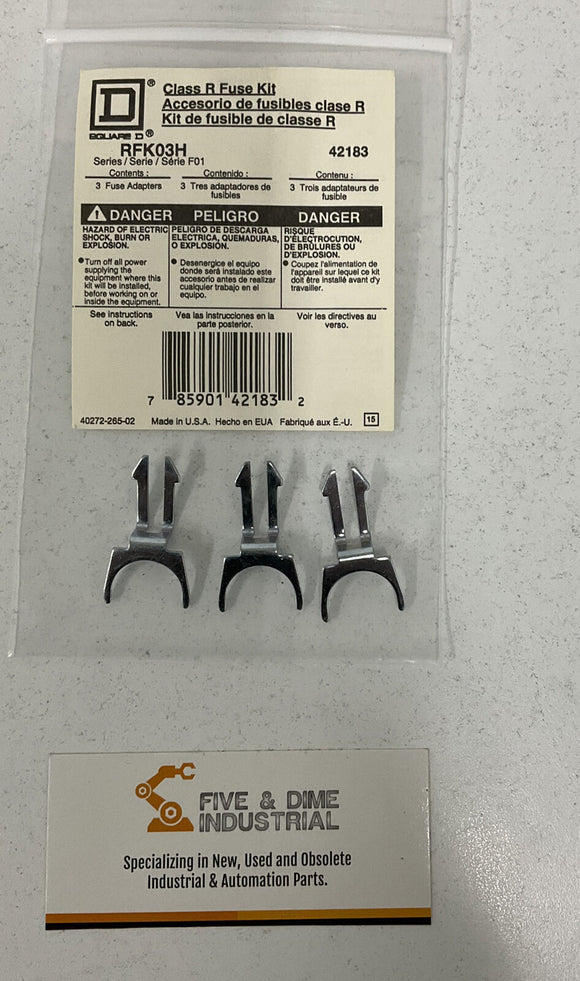 D ®
SQUARE D ®
Class R Fuse Kit
Accesorio de fusibles clase R
Kit de fusible de classe R
RFK03H 42183
Series / Serie / Série F01
Contents : Contenido : Contenu :
3 Fuse Adapters 3 Tres adaptadores de fusibles 3 Trois adaptateurs de fusible
DANGER PELIGRO DANGER
HAZARD OF ELECTRIC
SHOCK, BURN OR
EXPLOSION.
• Turn off all power
supplying the
equipment where this
kit will be installed,
before working on or
inside the equipment.
See instructions
on back.
PELIGRO DE DESCARGA
ELECTRICA, QUEMADURAS,
O EXPLOSION.
• Desenergice el equipo
donde será instalado este
accesorio antes de realizar
cualquier trabajo en el
equipo.
Vea las instrucciones en la
parte posterior.
RISQUE
D'ÉLECTROCUTION,
DE BRÛLURES OU
D'EXPLOSION.
• Coupez l'alimentation de
l'appareil sur lequel ce kit
doit être installé avant d'y
travailler.
Voir les directives au
verso.
7 85901 42183 2
40272-265-02 Made in U.S.A. Hecho en EUA Fabriqué aux É.-U. 15
FIVE & DIME
INDUSTRIAL
Specializing in New, Used and Obsolete
Industrial & Automation Parts.